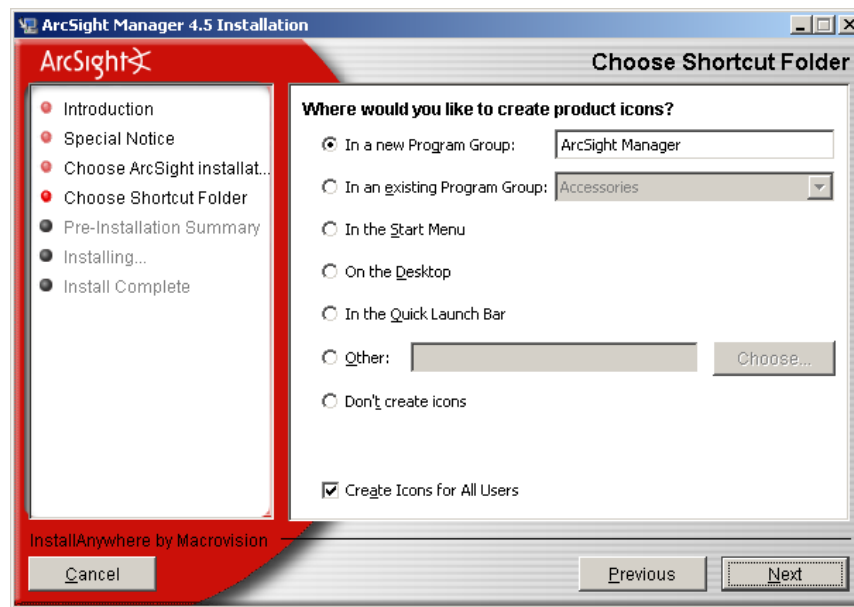 ArcSight Manager 4.5 Installation
ArcSight
Choose Shortcut Folder
Introduction
Special Notice
Choose ArcSight installat...
Choose Shortcut Folder
Pre-Installation Summary
Installing...
Install Complete
Where would you like to create product icons?
In a new Program Group: ArcSight Manager
In an existing Program Group: Accessories
In the Start Menu
On the Desktop
In the Quick Launch Bar
Other: Choose...
Don't create icons
Create Icons for All Users
InstallAnywhere by Macrovision
Cancel Previous Next